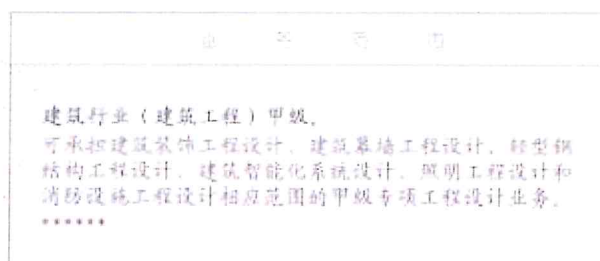 业 务 范 围
建筑行业（建筑工程）甲级。
可承担建筑装饰工程设计、建筑幕墙工程设计、轻型钢
结构工程设计、建筑智能化系统设计、照明工程设计和
消防设施工程设计相应范围的甲级专项工程设计业务。
******